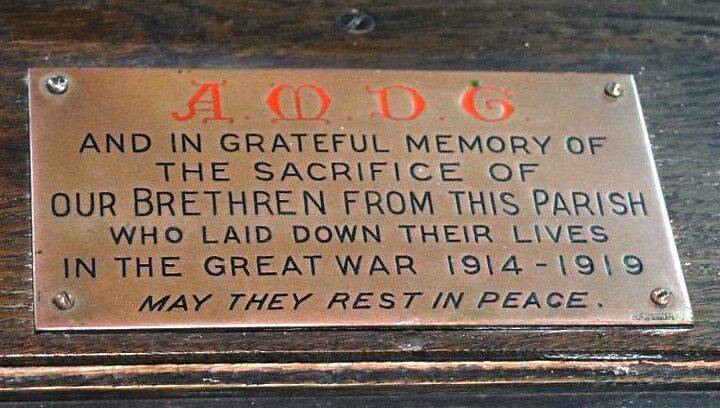 A. M. D. G.
AND IN GRATEFUL MEMORY OF
THE SACRIFICE OF
OUR BRETHREN FROM THIS PARISH
WHO LAID DOWN THEIR LIVES
IN THE GREAT WAR 1914-1919
MAY THEY REST IN PEACE.